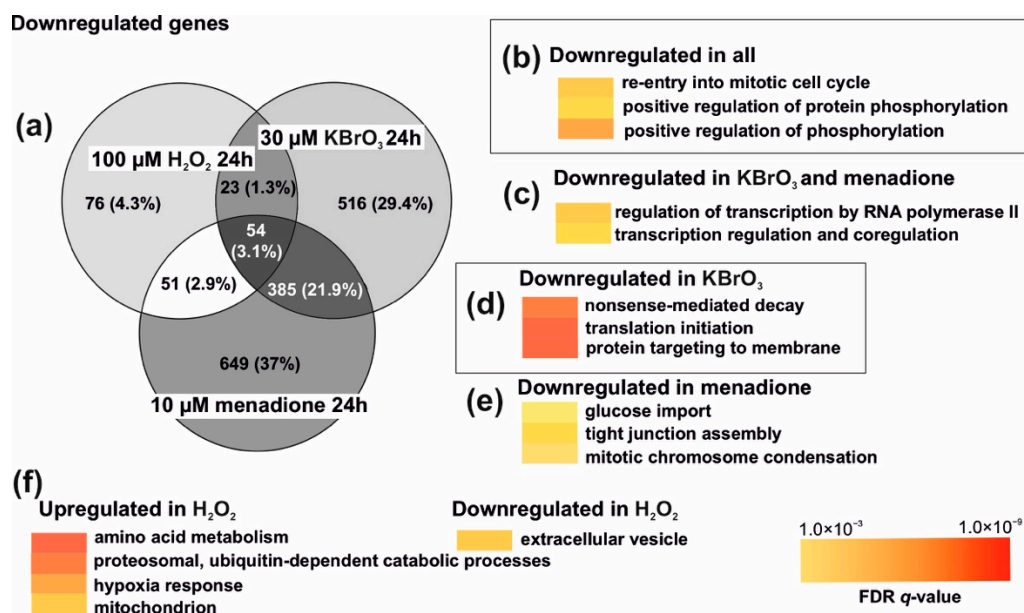 Downregulated genes
(a)
100 µM H₂O₂ 24h
30 µM KBrO₃ 24h
76 (4.3%)
23 (1.3%)
516 (29.4%)
54
(3.1%)
51 (2.9%)
385 (21.9%)
649 (37%)
10 µM menadione 24h
(b)
Downregulated in all
re-entry into mitotic cell cycle
positive regulation of protein phosphorylation
positive regulation of phosphorylation
(c)
Downregulated in KBrO₃ and menadione
regulation of transcription by RNA polymerase II
transcription regulation and coregulation
(d)
Downregulated in KBrO₃
nonsense-mediated decay
translation initiation
protein targeting to membrane
(e)
Downregulated in menadione
glucose import
tight junction assembly
mitotic chromosome condensation
(f)
Upregulated in H₂O₂
amino acid metabolism
proteosomal, ubiquitin-dependent catabolic processes
hypoxia response
mitochondrion
Downregulated in H₂O₂
extracellular vesicle
1.0×10⁻³ 1.0×10⁻⁹
FDR q-value